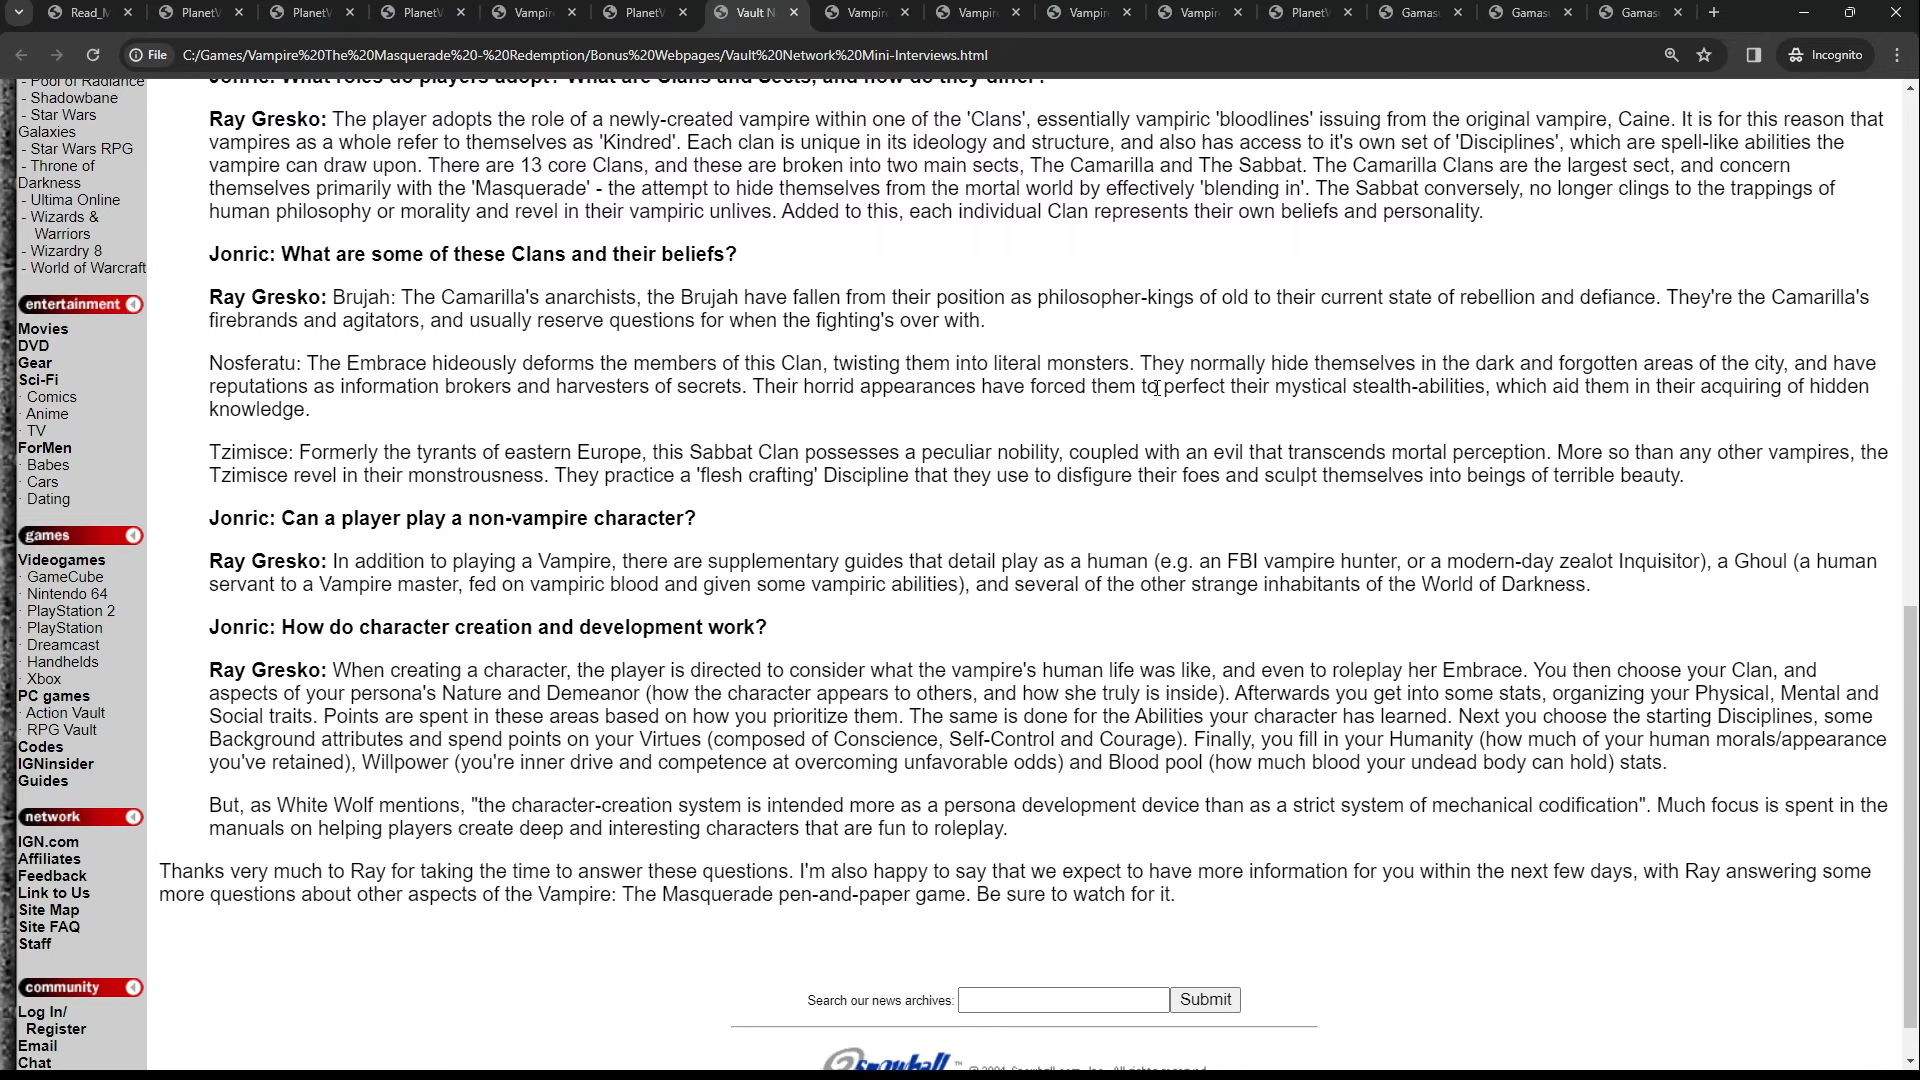 Read_M
PlanetV
PlanetV
PlanetV
Vampir
PlanetV
Vault N
Vampir
Vampir
Vampir
Vampir
PlanetV
Gamas
Gamas
Gamas
File
C:/Games/Vampire%20The%20Masquerade%20-%20Redemption/Bonus%20Webpages/Vault%20Network%20Mini-Interviews.html
Incognito
- Pool of Radiance
- Shadowbane
- Star Wars
Galaxies
- Star Wars RPG
- Throne of
Darkness
- Ultima Online
- Wizards &
Warriors
- Wizardry 8
- World of Warcraft
entertainment
Movies
DVD
Gear
Sci-Fi
· Comics
· Anime
· TV
ForMen
· Babes
· Cars
· Dating
games
Videogames
· GameCube
· Nintendo 64
· PlayStation 2
· PlayStation
· Dreamcast
· Handhelds
· Xbox
PC games
· Action Vault
· RPG Vault
Codes
IGNinsider
Guides
network
IGN.com
Affiliates
Feedback
Link to Us
Site Map
Site FAQ
Staff
community
Log In/
Register
Email
Chat
Jonric: What roles do players adopt? What are Clans and Sects, and how do they differ?
Ray Gresko: The player adopts the role of a newly-created vampire within one of the 'Clans', essentially vampiric 'bloodlines' issuing from the original vampire, Caine. It is for this reason that
vampires as a whole refer to themselves as 'Kindred'. Each clan is unique in its ideology and structure, and also has access to it's own set of 'Disciplines', which are spell-like abilities the
vampire can draw upon. There are 13 core Clans, and these are broken into two main sects, The Camarilla and The Sabbat. The Camarilla Clans are the largest sect, and concern
themselves primarily with the 'Masquerade' - the attempt to hide themselves from the mortal world by effectively 'blending in'. The Sabbat conversely, no longer clings to the trappings of
human philosophy or morality and revel in their vampiric unlives. Added to this, each individual Clan represents their own beliefs and personality.
Jonric: What are some of these Clans and their beliefs?
Ray Gresko: Brujah: The Camarilla's anarchists, the Brujah have fallen from their position as philosopher-kings of old to their current state of rebellion and defiance. They're the Camarilla's
firebrands and agitators, and usually reserve questions for when the fighting's over with.
Nosferatu: The Embrace hideously deforms the members of this Clan, twisting them into literal monsters. They normally hide themselves in the dark and forgotten areas of the city, and have
reputations as information brokers and harvesters of secrets. Their horrid appearances have forced them to perfect their mystical stealth-abilities, which aid them in their acquiring of hidden
knowledge.
Tzimisce: Formerly the tyrants of eastern Europe, this Sabbat Clan possesses a peculiar nobility, coupled with an evil that transcends mortal perception. More so than any other vampires, the
Tzimisce revel in their monstrousness. They practice a 'flesh crafting' Discipline that they use to disfigure their foes and sculpt themselves into beings of terrible beauty.
Jonric: Can a player play a non-vampire character?
Ray Gresko: In addition to playing a Vampire, there are supplementary guides that detail play as a human (e.g. an FBI vampire hunter, or a modern-day zealot Inquisitor), a Ghoul (a human
servant to a Vampire master, fed on vampiric blood and given some vampiric abilities), and several of the other strange inhabitants of the World of Darkness.
Jonric: How do character creation and development work?
Ray Gresko: When creating a character, the player is directed to consider what the vampire's human life was like, and even to roleplay her Embrace. You then choose your Clan, and
aspects of your persona's Nature and Demeanor (how the character appears to others, and how she truly is inside). Afterwards you get into some stats, organizing your Physical, Mental and
Social traits. Points are spent in these areas based on how you prioritize them. The same is done for the Abilities your character has learned. Next you choose the starting Disciplines, some
Background attributes and spend points on your Virtues (composed of Conscience, Self-Control and Courage). Finally, you fill in your Humanity (how much of your human morals/appearance
you've retained), Willpower (you're inner drive and competence at overcoming unfavorable odds) and Blood pool (how much blood your undead body can hold) stats.
But, as White Wolf mentions, "the character-creation system is intended more as a persona development device than as a strict system of mechanical codification". Much focus is spent in the
manuals on helping players create deep and interesting characters that are fun to roleplay.
Thanks very much to Ray for taking the time to answer these questions. I'm also happy to say that we expect to have more information for you within the next few days, with Ray answering some
more questions about other aspects of the Vampire: The Masquerade pen-and-paper game. Be sure to watch for it.
Search our news archives:
Submit
snowball ™